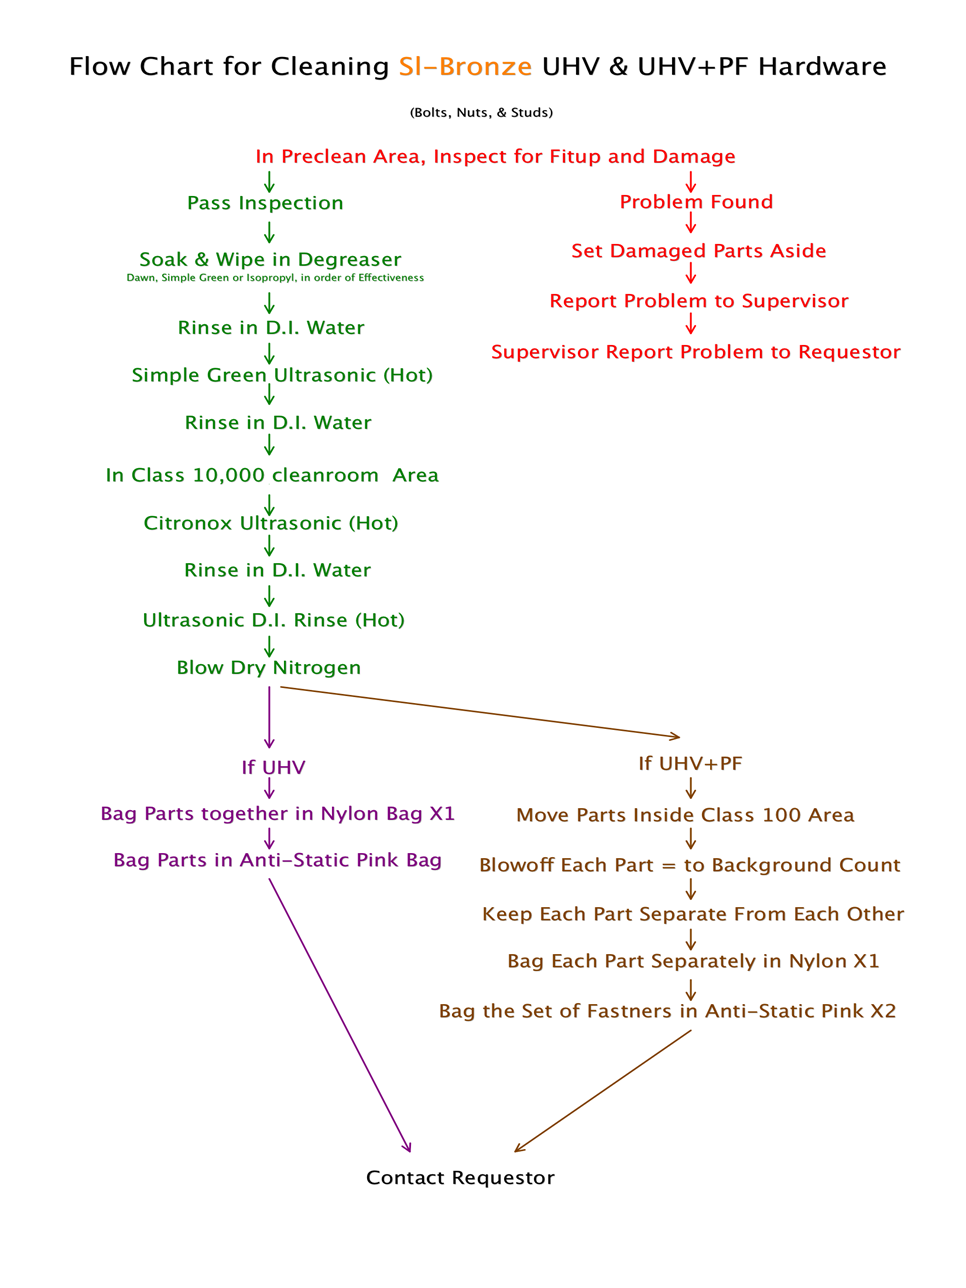 Flow Chart for Cleaning Sl-Bronze UHV & UHV+PF Hardware
(Bolts, Nuts, & Studs)
In Preclean Area, Inspect for Fitup and Damage
Pass Inspection
Soak & Wipe in Degreaser
Dawn, Simple Green or Isopropyl, in order of Effectiveness
Rinse in D.I. Water
Simple Green Ultrasonic (Hot)
Rinse in D.I. Water
In Class 10,000 cleanroom  Area
Citronox Ultrasonic (Hot)
Rinse in D.I. Water
Ultrasonic D.I. Rinse (Hot)
Blow Dry Nitrogen
Problem Found
Set Damaged Parts Aside
Report Problem to Supervisor
Supervisor Report Problem to Requestor
If UHV
Bag Parts together in Nylon Bag X1
Bag Parts in Anti-Static Pink Bag
If UHV+PF
Move Parts Inside Class 100 Area
Blowoff Each Part = to Background Count
Keep Each Part Separate From Each Other
Bag Each Part Separately in Nylon X1
Bag the Set of Fastners in Anti-Static Pink X2
Contact Requestor